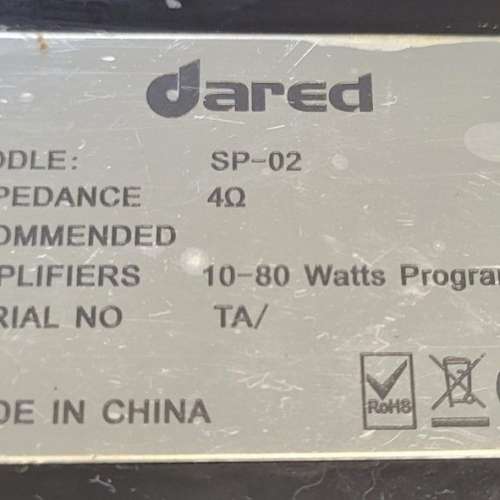 dared
ODLE: SP-02
PEDANCE 4Ω
OMMENDED
PLIFIERS 10-80 Watts Progra
RIAL NO TA/
RoHS
DE IN CHINA